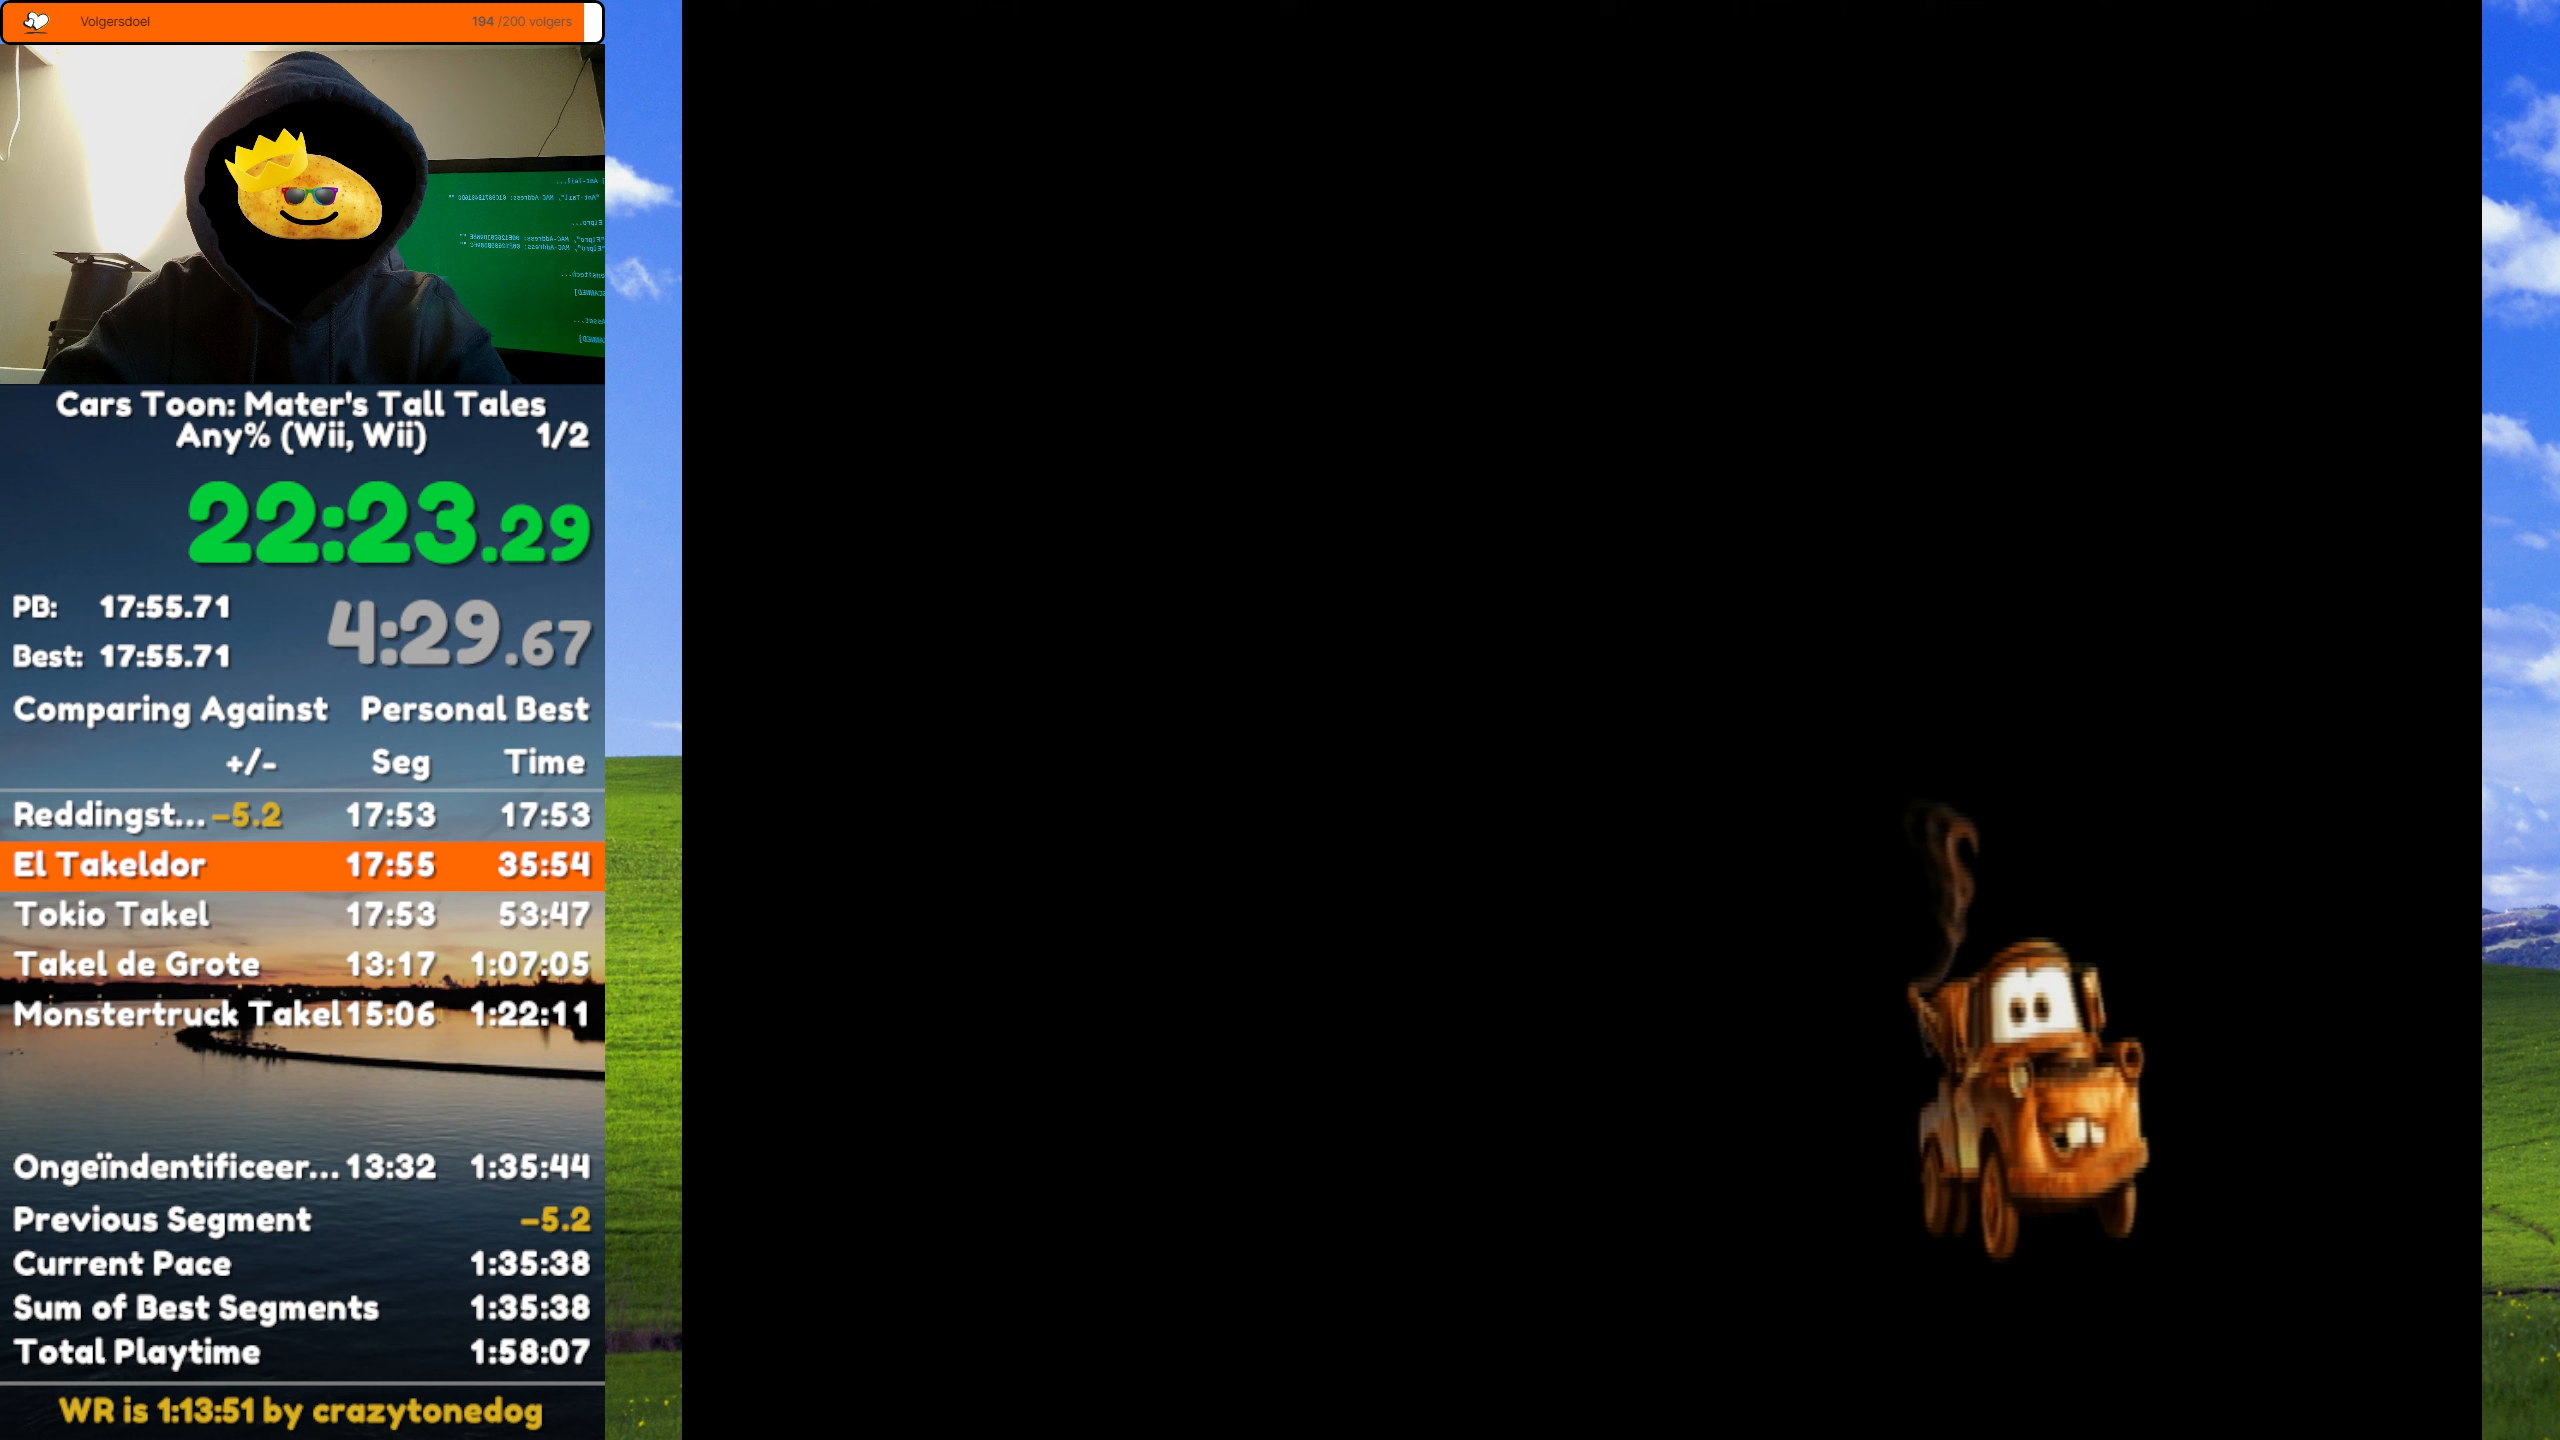 Volgersdoel 194 /200 volgers
Cars Toon: Mater's Tall Tales
Any% (Wii, Wii) 1/2
22:23.29
PB: 17:55.71
4:29.67
Best: 17:55.71
Comparing Against Personal Best
+/- Seg Time
Reddingst... −5.2 17:53 17:53
El Takeldor 17:55 35:54
Tokio Takel 17:53 53:47
Takel de Grote 13:17 1:07:05
Monstertruck Takel 15:06 1:22:11
Ongeïndentificeer... 13:32 1:35:44
Previous Segment −5.2
Current Pace 1:35:38
Sum of Best Segments 1:35:38
Total Playtime 1:58:07
WR is 1:13:51 by crazytonedog